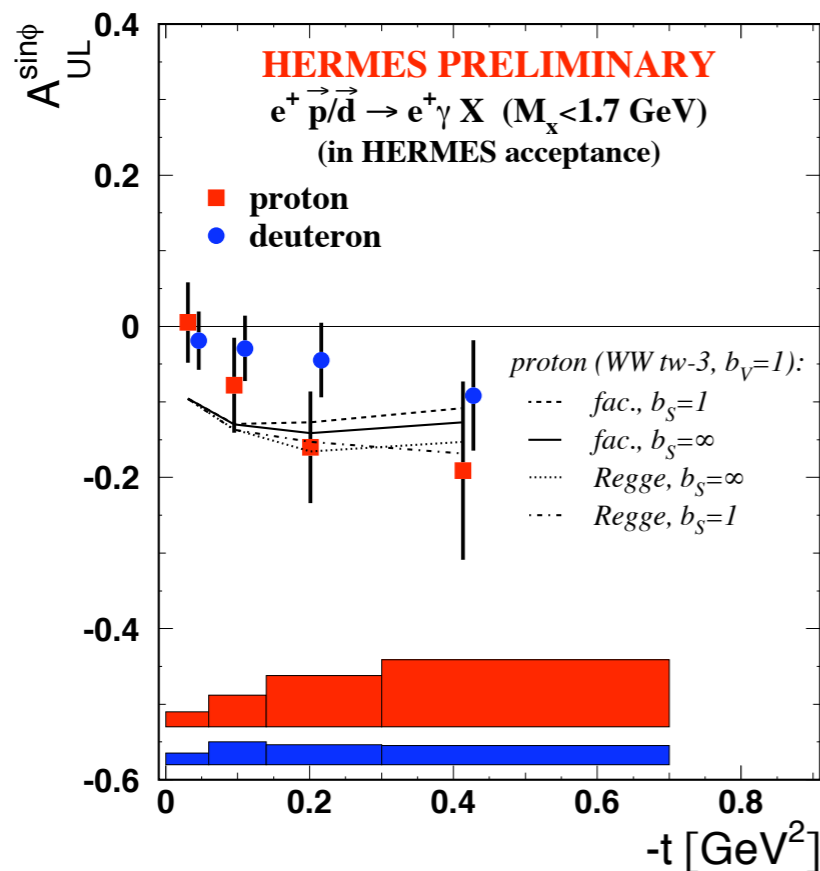 HERMES PRELIMINARY
e⁺ p⃗/d⃗ → e⁺ γ X (Mₓ<1.7 GeV)
(in HERMES acceptance)
proton
deuteron
proton (WW tw-3, b_V=1):
fac., b_S=1
fac., b_S=∞
Regge, b_S=∞
Regge, b_S=1
A_UL^sinϕ
0.4
0.2
0
-0.2
-0.4
-0.6
0 0.2 0.4 0.6 0.8
-t [GeV²]